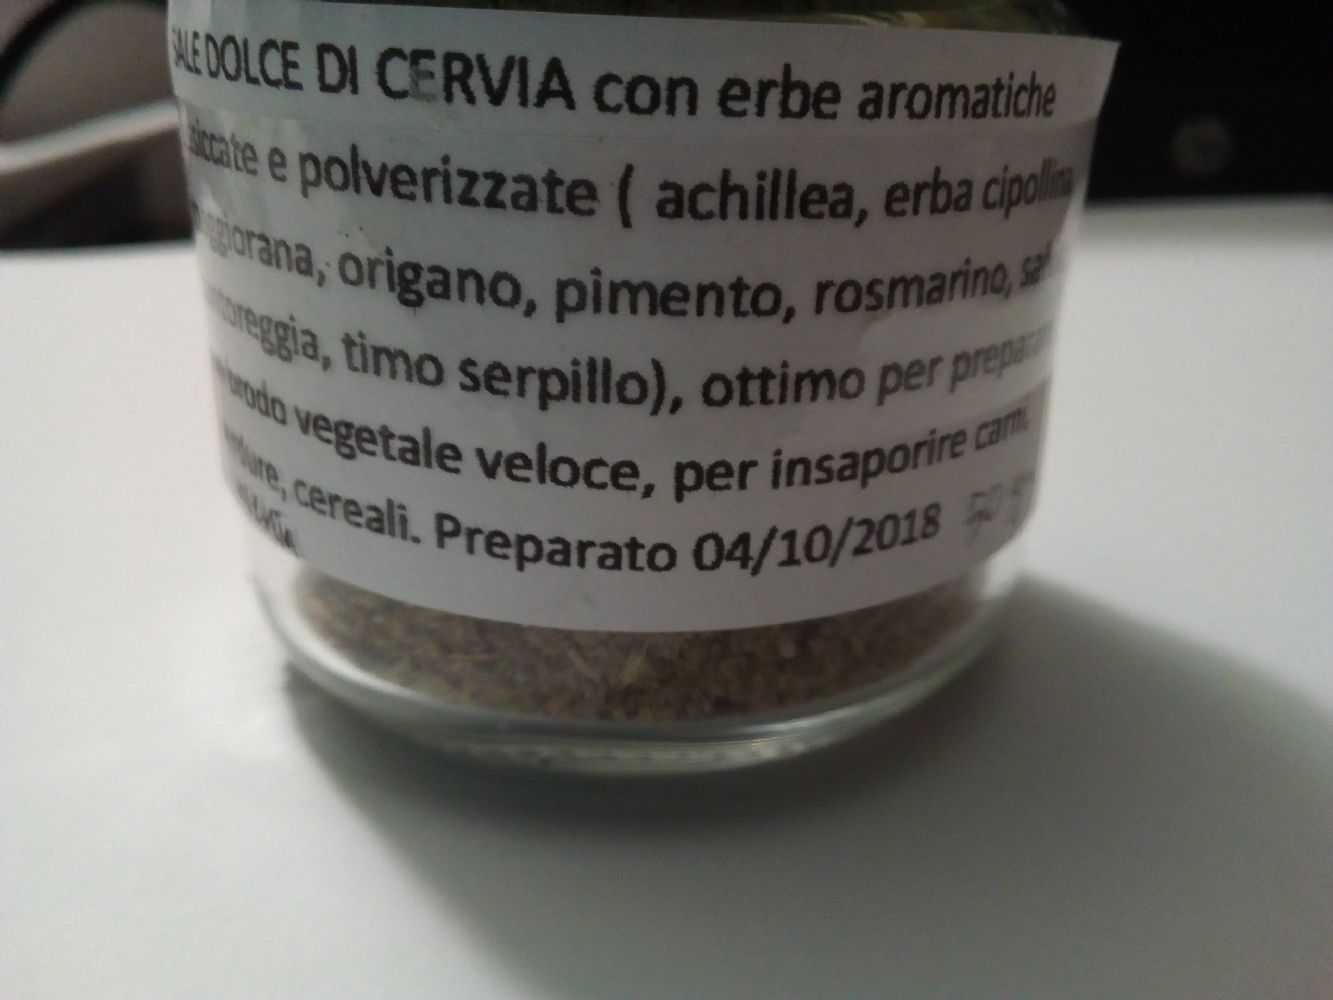 SALE DOLCE DI CERVIA con erbe aromatiche
e polverizzate ( achillea, erba cipollina
origano, pimento, rosmarino,
timo serpillo), ottimo per
brodo vegetale veloce, per insaporire carni,
cereali. Preparato 04/10/2018